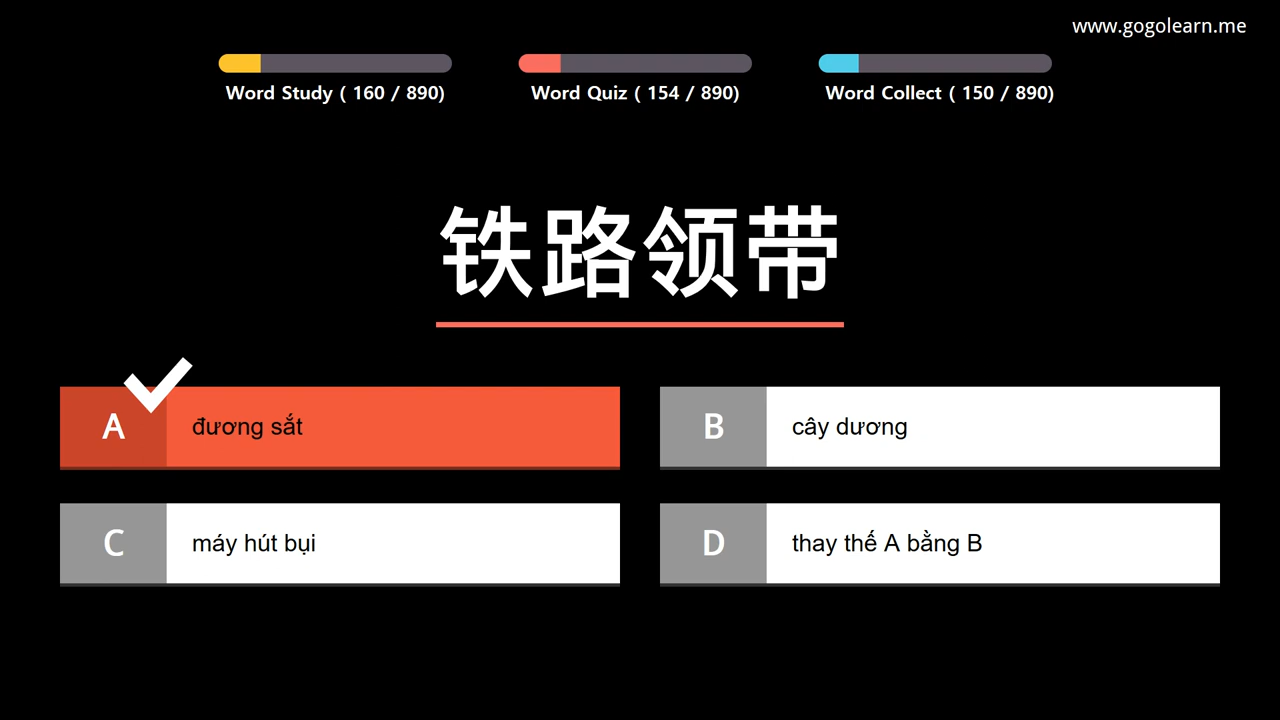 www.gogolearn.me
Word Study ( 160 / 890)
Word Quiz ( 154 / 890)
Word Collect ( 150 / 890)
铁路领带
A
đương sắt
B
cây dương
C
máy hút bụi
D
thay thế A bằng B